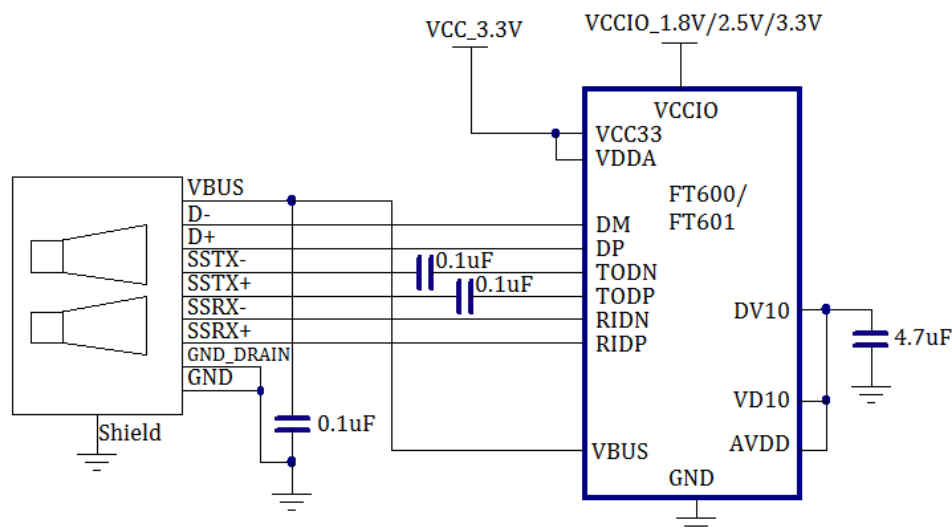 VCC_3.3V
VCCIO_1.8V/2.5V/3.3V
VCCIO
VCC33
VDDA
FT600/
FT601
VBUS
D-
D+
SSTX-
SSTX+
SSRX-
SSRX+
GND_DRAIN
GND
Shield
0.1uF
0.1uF
0.1uF
DM
DP
TODN
TODP
RIDN
RIDP
VBUS
DV10
VD10
AVDD
GND
4.7uF